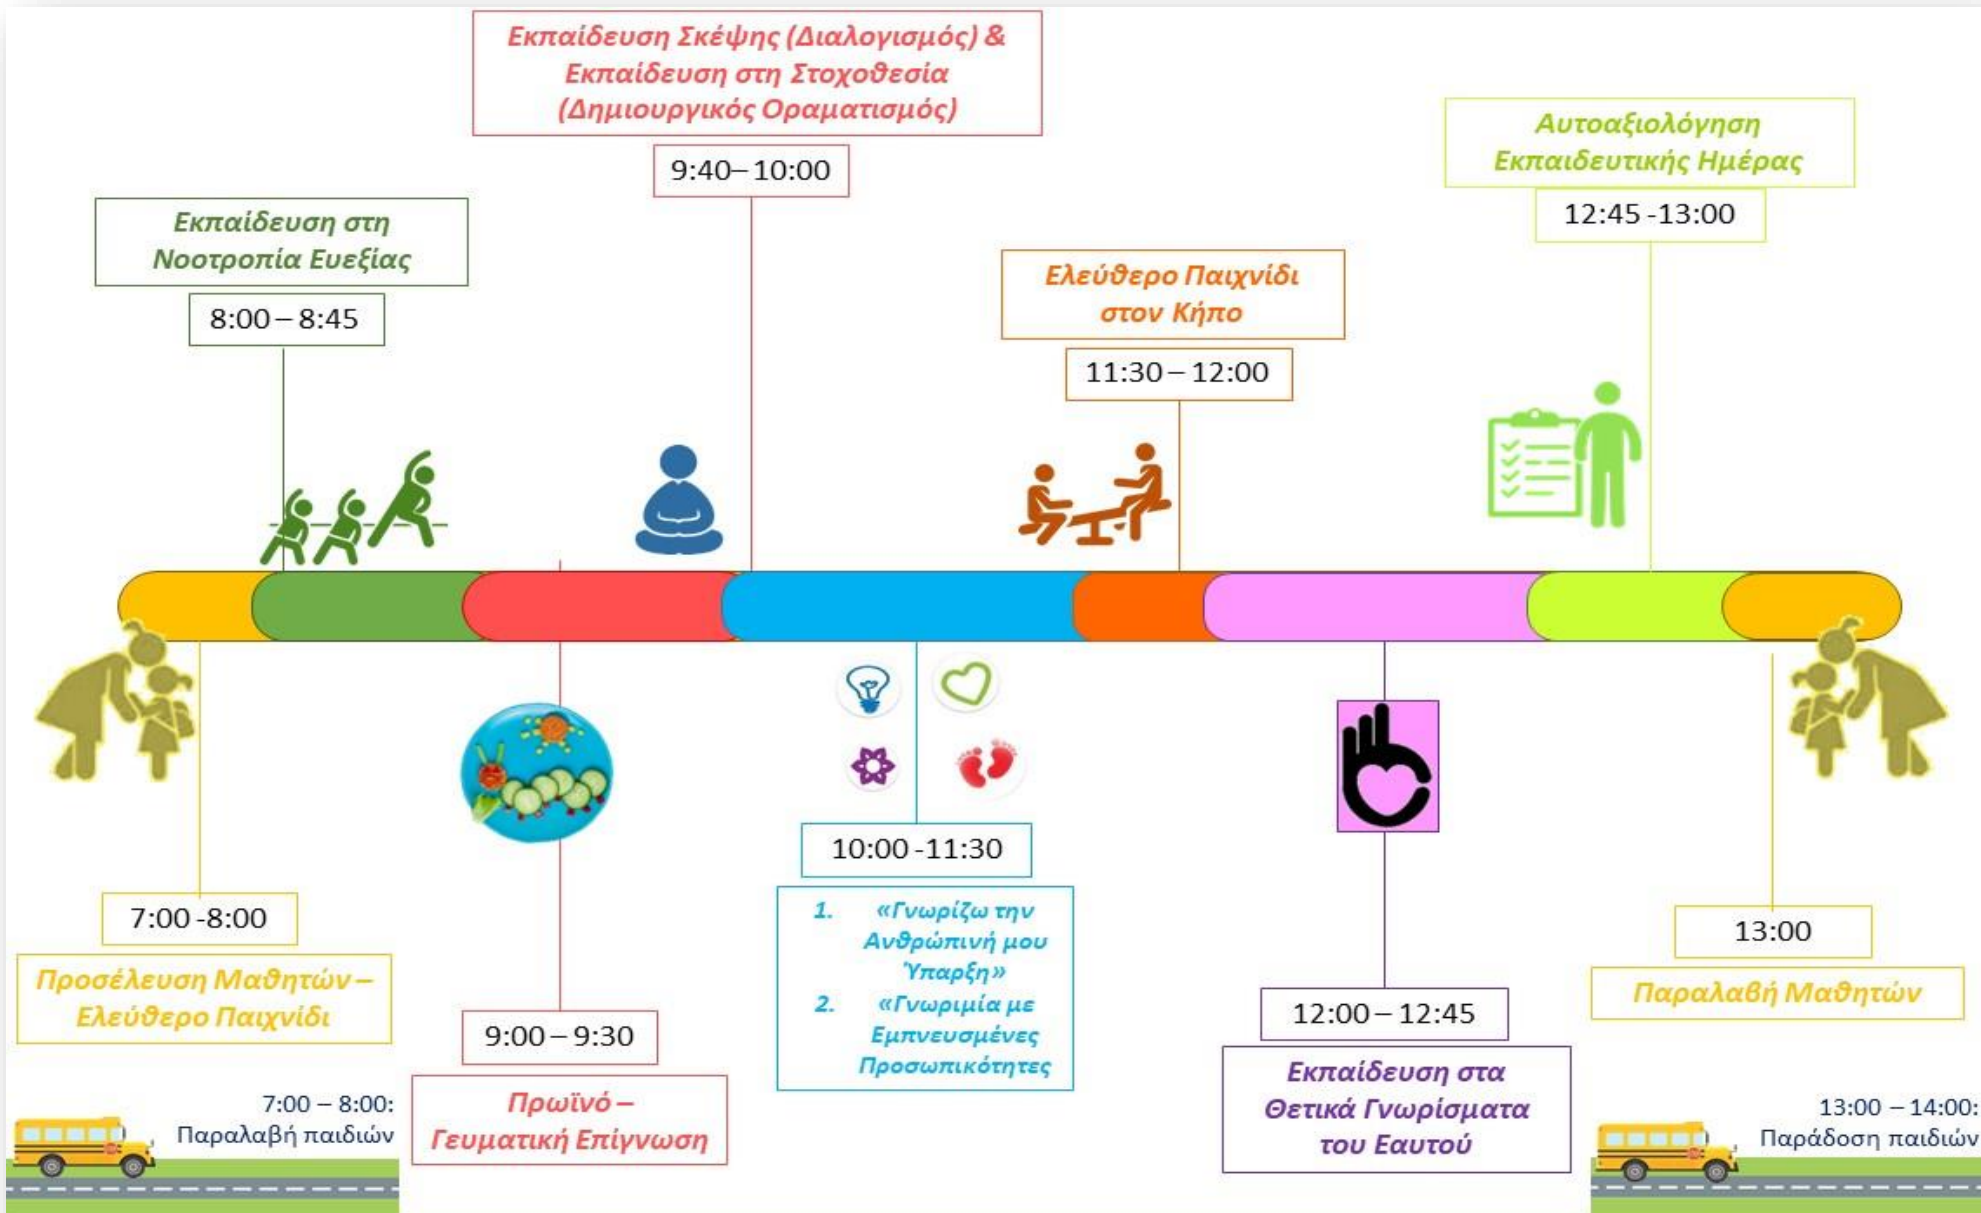 Εκπαίδευση Σκέψης (Διαλογισμός) &
Εκπαίδευση στη Στοχοθεσία
(Δημιουργικός Οραματισμός)
9:40– 10:00
Αυτοαξιολόγηση
Εκπαιδευτικής Ημέρας
12:45 -13:00
Εκπαίδευση στη
Νοοτροπία Ευεξίας
8:00 – 8:45
Ελεύθερο Παιχνίδι
στον Κήπο
11:30 – 12:00
7:00 -8:00
Προσέλευση Μαθητών –
Ελεύθερο Παιχνίδι
7:00 – 8:00:
Παραλαβή παιδιών
9:00 – 9:30
Πρωϊνό –
Γευματική Επίγνωση
10:00 -11:30
1. «Γνωρίζω την
Ανθρώπινή μου
Ύπαρξη»
2. «Γνωριμία με
Εμπνευσμένες
Προσωπικότητες
12:00 – 12:45
Εκπαίδευση στα
Θετικά Γνωρίσματα
του Εαυτού
13:00
Παραλαβή Μαθητών
13:00 – 14:00:
Παράδοση παιδιών